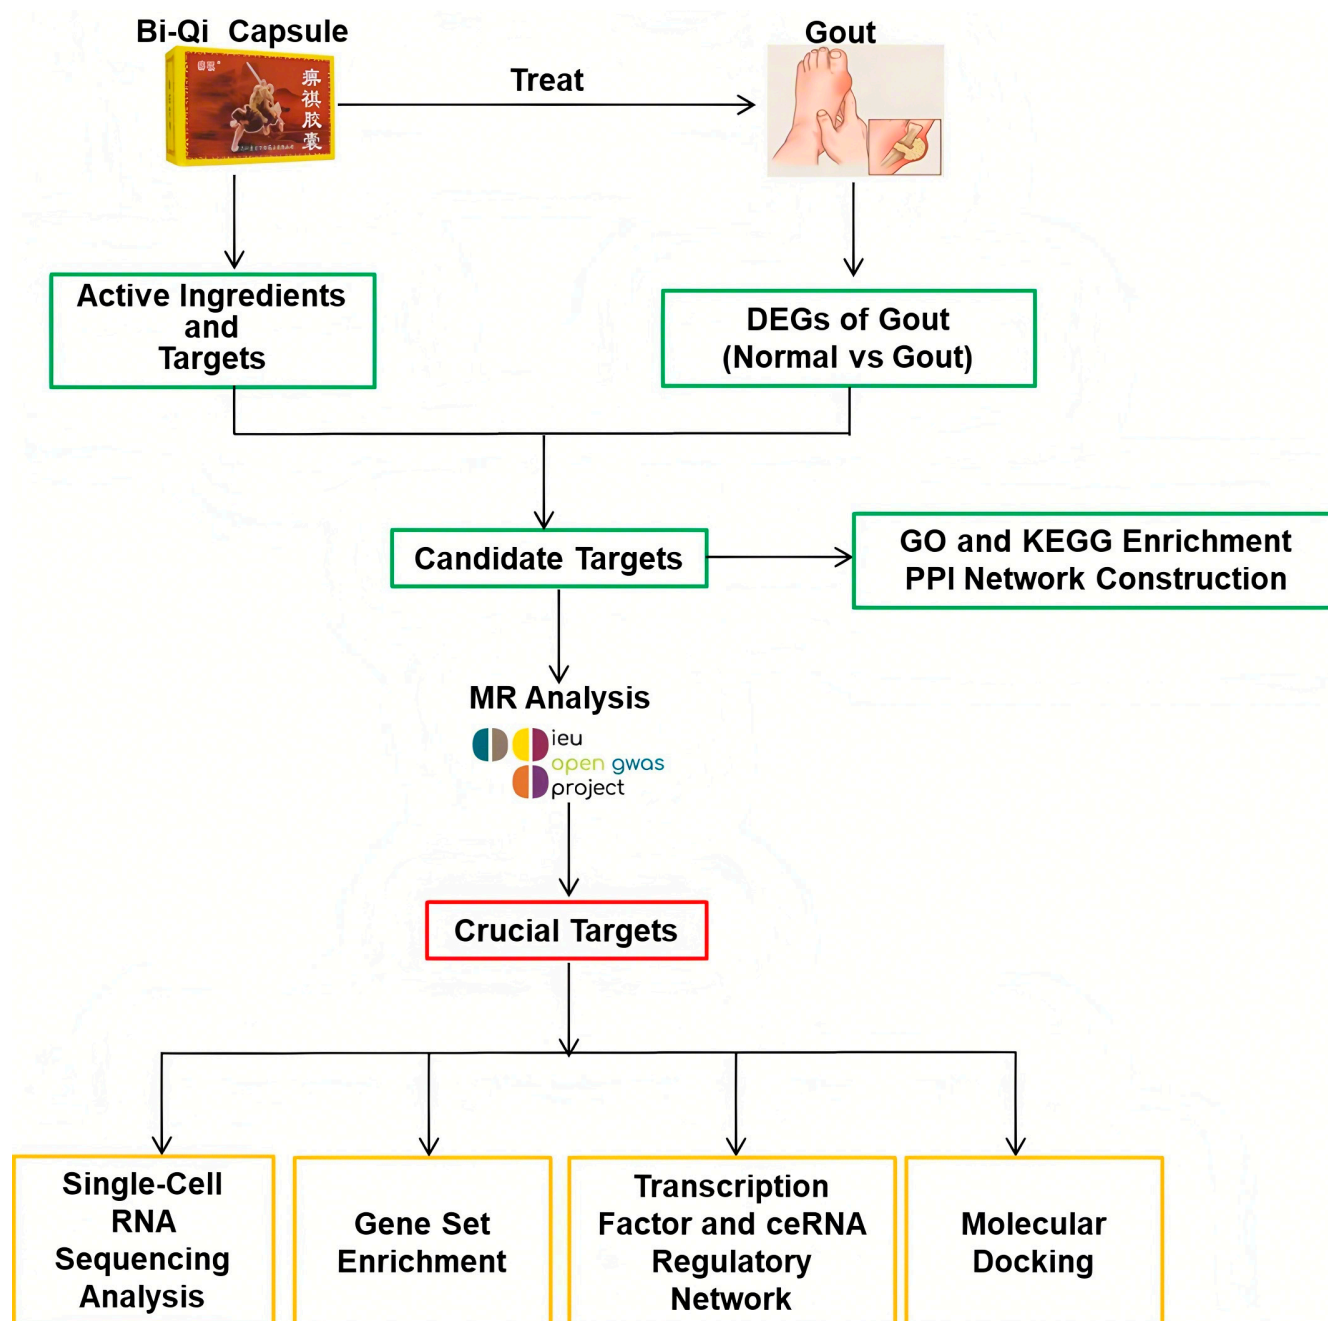 Bi-Qi Capsule
Gout
Treat
痹祺胶囊
Active Ingredients
and
Targets
DEGs of Gout
(Normal vs Gout)
Candidate Targets
GO and KEGG Enrichment
PPI Network Construction
MR Analysis
ieu
open gwas
project
Crucial Targets
Single-Cell
RNA
Sequencing
Analysis
Gene Set
Enrichment
Transcription
Factor and ceRNA
Regulatory
Network
Molecular
Docking